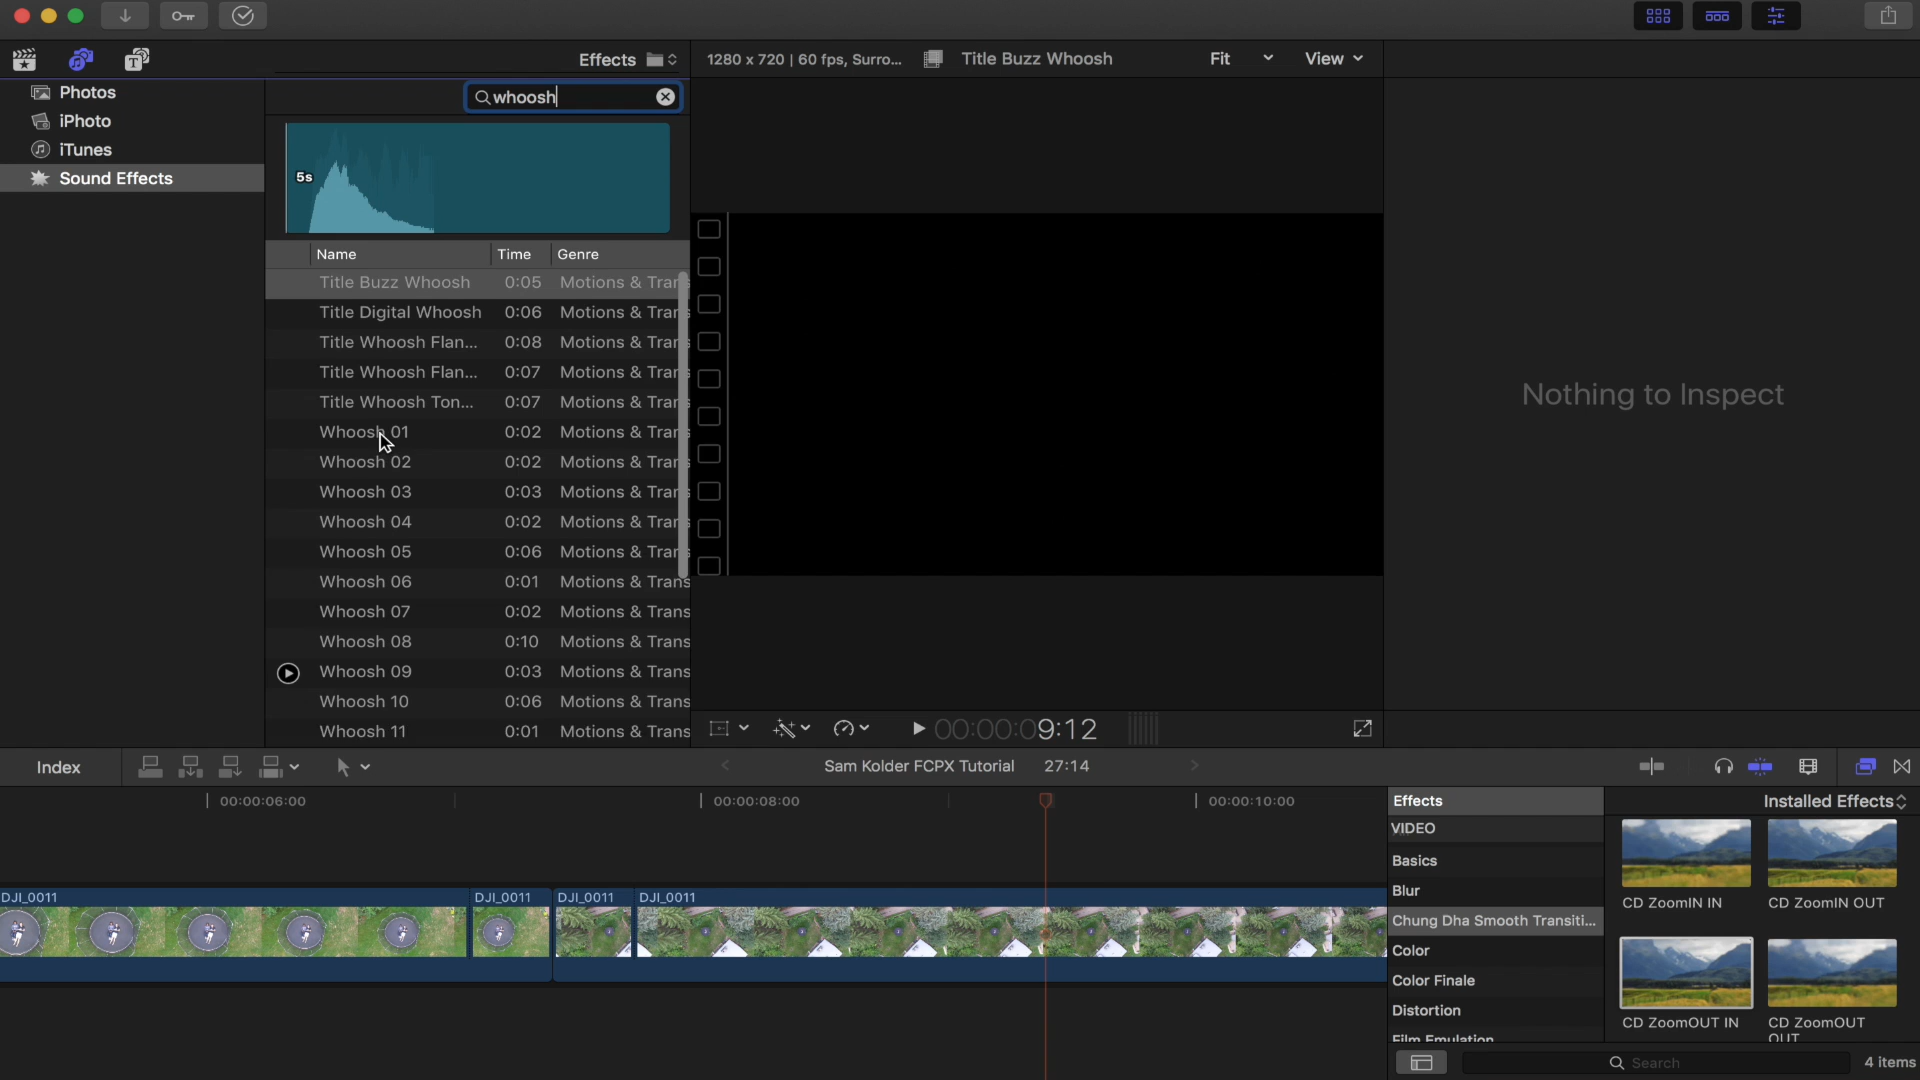 Effects
1280 x 720 | 60 fps, Surro...
Title Buzz Whoosh
Fit
View
Photos
iPhoto
iTunes
Sound Effects
whoosh
5s
Name Time Genre
Title Buzz Whoosh 0:05 Motions & Tran
Title Digital Whoosh 0:06 Motions & Tran
Title Whoosh Flan... 0:08 Motions & Tran
Title Whoosh Flan... 0:07 Motions & Tran
Title Whoosh Ton... 0:07 Motions & Tran
Whoosh 01 0:02 Motions & Tran
Whoosh 02 0:02 Motions & Tran
Whoosh 03 0:03 Motions & Tran
Whoosh 04 0:02 Motions & Tran
Whoosh 05 0:06 Motions & Tran
Whoosh 06 0:01 Motions & Trans
Whoosh 07 0:02 Motions & Trans
Whoosh 08 0:10 Motions & Trans
Whoosh 09 0:03 Motions & Trans
Whoosh 10 0:06 Motions & Trans
Whoosh 11 0:01 Motions & Trans
Nothing to Inspect
00:00:09:12
Index
Sam Kolder FCPX Tutorial 27:14
00:00:06:00
00:00:08:00
00:00:10:00
DJI_0011
DJI_0011
DJI_0011
DJI_0011
Effects
VIDEO
Basics
Blur
Chung Dha Smooth Transiti...
Color
Color Finale
Distortion
Film Emulation
Installed Effects
CD ZoomIN IN
CD ZoomIN OUT
CD ZoomOUT IN
CD ZoomOUT
OUT
Search
4 items